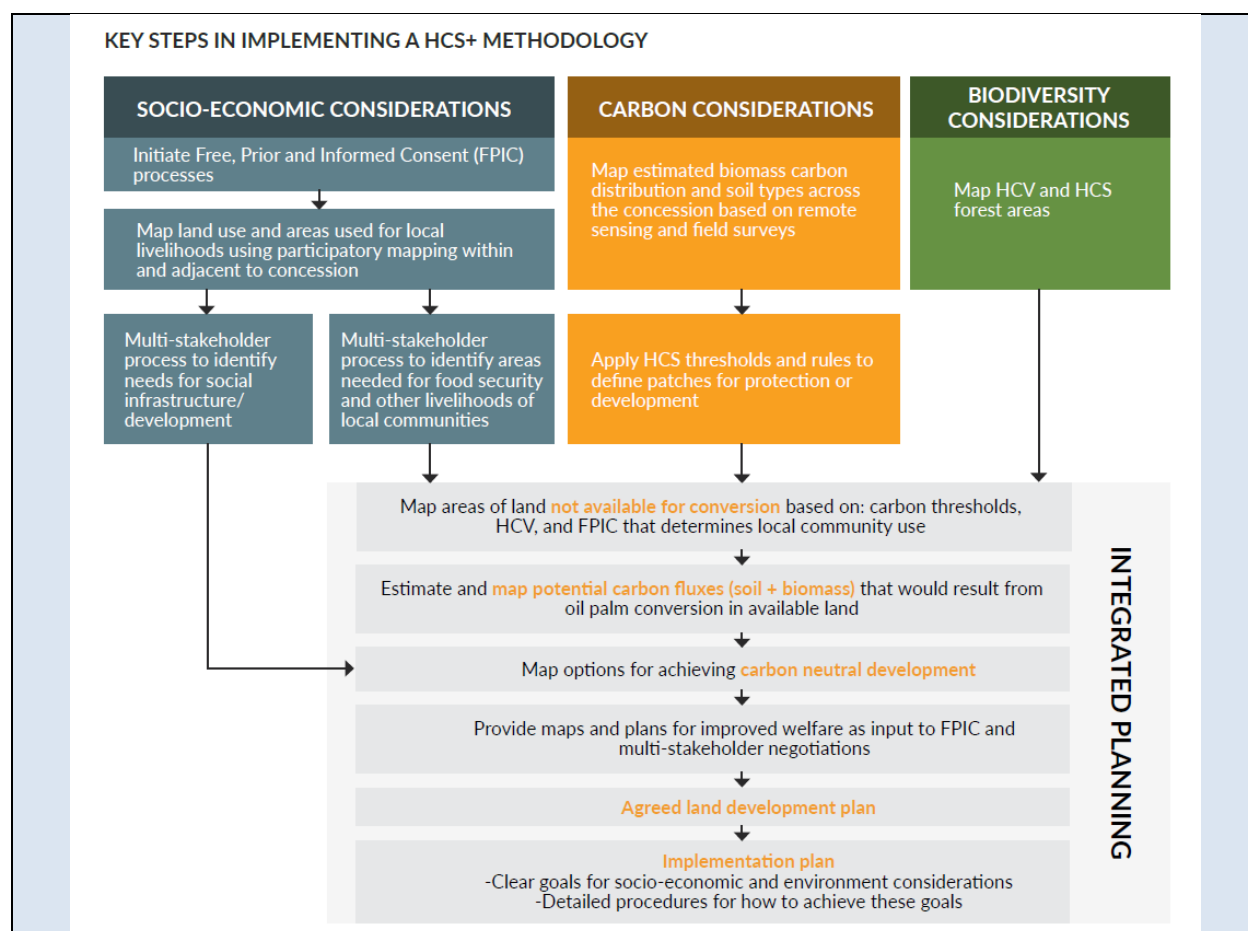 KEY STEPS IN IMPLEMENTING A HCS+ METHODOLOGY
SOCIO-ECONOMIC CONSIDERATIONS
Initiate Free, Prior and Informed Consent (FPIC)
processes
Map land use and areas used for local
livelihoods using participatory mapping within
and adjacent to concession
Multi-stakeholder
process to identify
needs for social
infrastructure/
development
Multi-stakeholder
process to identify areas
needed for food security
and other livelihoods of
local communities
CARBON CONSIDERATIONS
Map estimated biomass carbon
distribution and soil types across
the concession based on remote
sensing and field surveys
Apply HCS thresholds and rules to
define patches for protection or
development
BIODIVERSITY
CONSIDERATIONS
Map HCV and HCS
forest areas
Map areas of land not available for conversion based on: carbon thresholds,
HCV, and FPIC that determines local community use
Estimate and map potential carbon fluxes (soil + biomass) that would result from
oil palm conversion in available land
Map options for achieving carbon neutral development
Provide maps and plans for improved welfare as input to FPIC and
multi-stakeholder negotiations
Agreed land development plan
Implementation plan
-Clear goals for socio-economic and environment considerations
-Detailed procedures for how to achieve these goals
INTEGRATED PLANNING